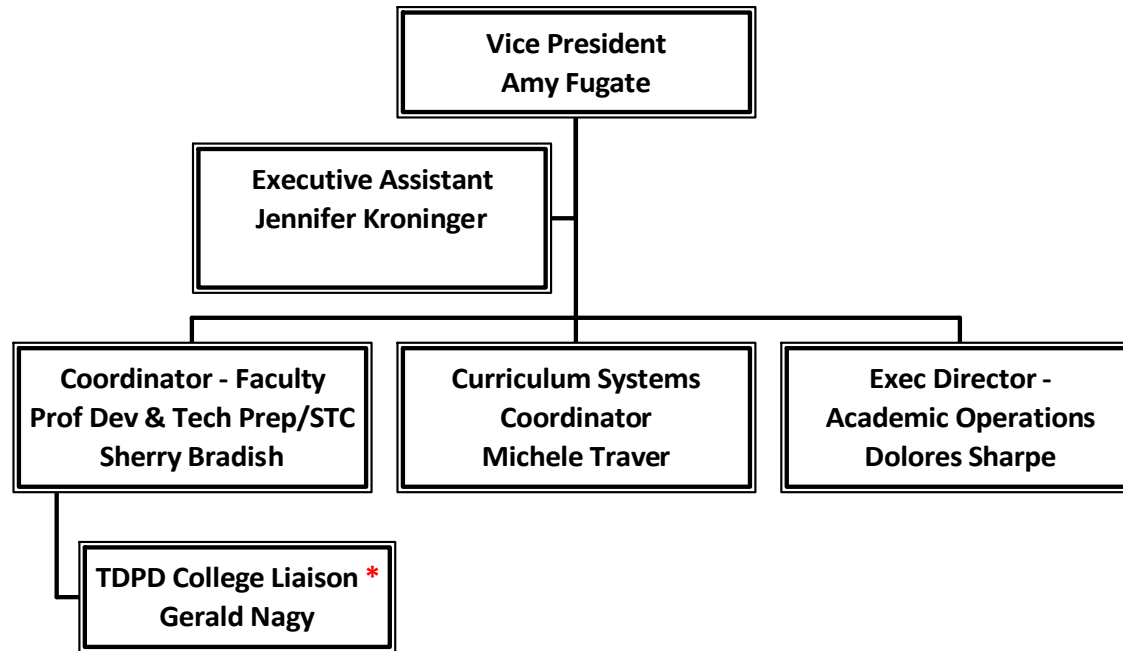 Vice President
Amy Fugate
Executive Assistant
Jennifer Kroninger
Coordinator - Faculty
Prof Dev & Tech Prep/STC
Sherry Bradish
Curriculum Systems
Coordinator
Michele Traver
Exec Director -
Academic Operations
Dolores Sharpe
TDPD College Liaison *
Gerald Nagy